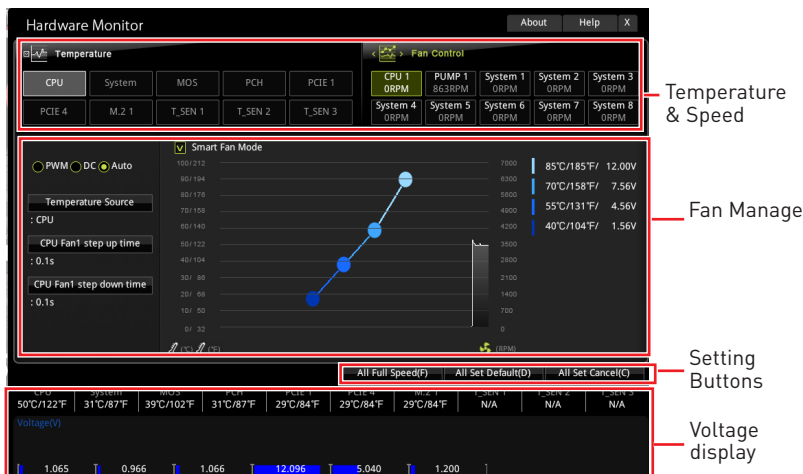 Hardware Monitor
About Help X
Temperature
Fan Control
CPU System MOS PCH PCIE 1
PCIE 4 M.2 1 T_SEN 1 T_SEN 2 T_SEN 3
CPU 1 PUMP 1 System 1 System 2 System 3
0RPM 863RPM 0RPM 0RPM 0RPM
System 4 System 5 System 6 System 7 System 8
0RPM 0RPM 0RPM 0RPM 0RPM
Temperature
& Speed
Smart Fan Mode
PWM DC Auto
Temperature Source
: CPU
CPU Fan1 step up time
: 0.1s
CPU Fan1 step down time
: 0.1s
100/212 7000
90/194 6300
80/176 5600
70/158 4900
60/140 4200
50/122 3500
40/104 2800
30/ 86 2100
20/ 68 1400
10/ 50 700
0/ 32 0
(°C) (°F) (RPM)
85°C/185°F/ 12.00V
70°C/158°F/ 7.56V
55°C/131°F/ 4.56V
40°C/104°F/ 1.56V
Fan Manage
All Full Speed(F) All Set Default(D) All Set Cancel(C)
Setting
Buttons
CPU System MOS PCH PCIE 1 PCIE 4 M.2 1 T_SEN 1 T_SEN 2 T_SEN 3
50°C/122°F 31°C/87°F 39°C/102°F 31°C/87°F 29°C/84°F 29°C/84°F 29°C/84°F N/A N/A N/A
Voltage(V)
1.065 0.966 1.066 12.096 5.040 1.200
Voltage
display